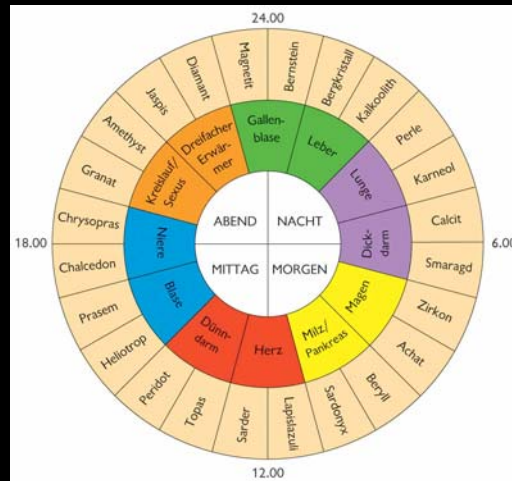 24.00
Bernstein
Bergkristall
Kalkoolith
Perle
Karneol
Calcit
6.00
Smaragd
Zirkon
Achat
Beryll
Sardonyx
Lapislazuli
12.00
Sarder
Topas
Peridot
Heliotrop
Prasem
Chalcedon
18.00
Chrysopras
Granat
Amethyst
Jaspis
Diamant
Magnetit
Gallen-
blase
Leber
Lunge
Dick-
darm
Magen
Milz/
Pankreas
Herz
Dünn-
darm
Blase
Niere
Kreislauf/
Sexus
Dreifacher
Erwär-
mer
ABEND
NACHT
MITTAG
MORGEN